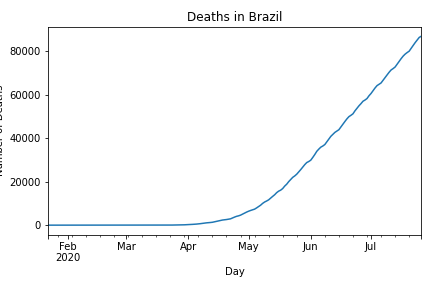 Deaths in Brazil
Number of Deaths
80000
60000
40000
20000
0
Feb
2020
Mar
Apr
May
Jun
Jul
Day